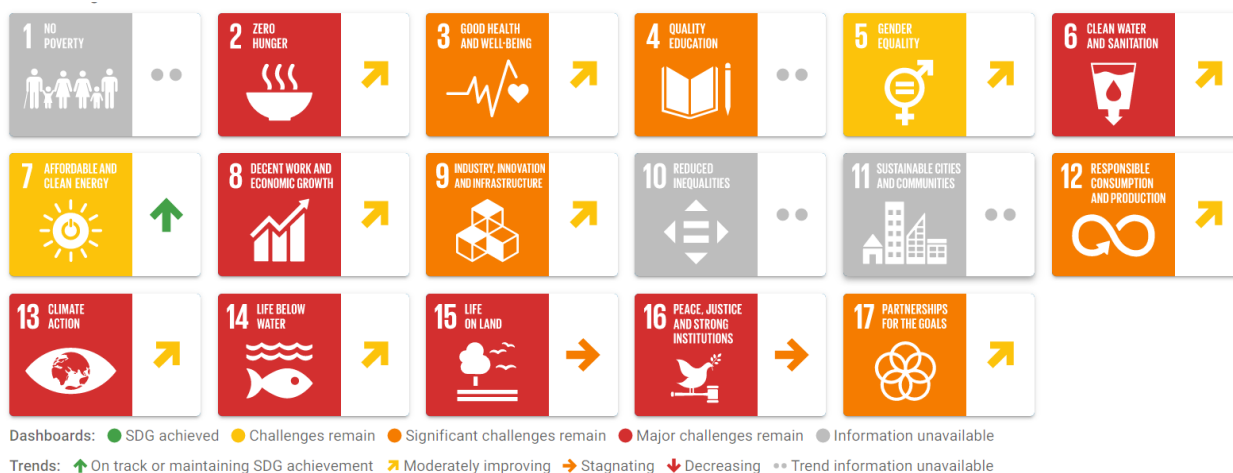 1 NO
POVERTY
2 ZERO
HUNGER
3 GOOD HEALTH
AND WELL-BEING
4 QUALITY
EDUCATION
5 GENDER
EQUALITY
6 CLEAN WATER
AND SANITATION
7 AFFORDABLE AND
CLEAN ENERGY
8 DECENT WORK AND
ECONOMIC GROWTH
9 INDUSTRY, INNOVATION
AND INFRASTRUCTURE
10 REDUCED
INEQUALITIES
11 SUSTAINABLE CITIES
AND COMMUNITIES
12 RESPONSIBLE
CONSUMPTION
AND PRODUCTION
13 CLIMATE
ACTION
14 LIFE BELOW
WATER
15 LIFE
ON LAND
16 PEACE, JUSTICE
AND STRONG
INSTITUTIONS
17 PARTNERSHIPS
FOR THE GOALS
Dashboards: SDG achieved Challenges remain Significant challenges remain Major challenges remain Information unavailable
Trends: On track or maintaining SDG achievement Moderately improving Stagnating Decreasing Trend information unavailable